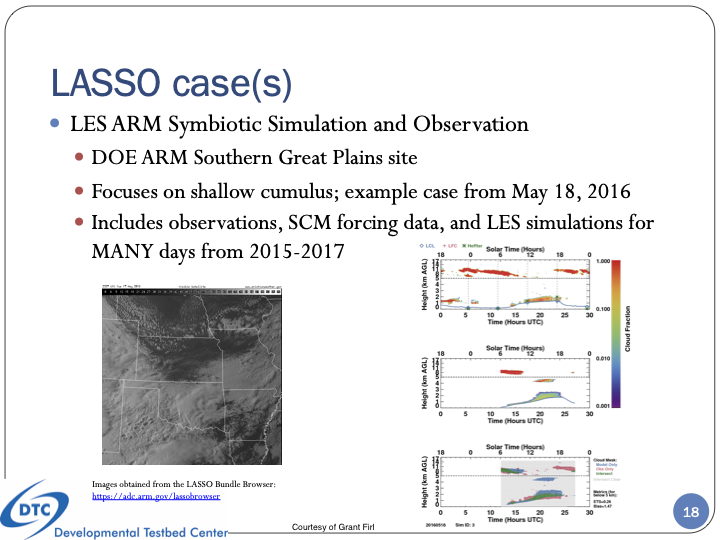 LASSO case(s)
LES ARM Symbiotic Simulation and Observation
DOE ARM Southern Great Plains site
Focuses on shallow cumulus; example case from May 18, 2016
Includes observations, SCM forcing data, and LES simulations for
MANY days from 2015-2017
LCL LFC Heffter
Solar Time (Hours)
18 0 6 12 18 0
Height (km AGL)
0 5 10 15 20 25 30
Time (Hours UTC)
Solar Time (Hours)
18 0 6 12 18 0
Height (km AGL)
0 5 10 15 20 25 30
Time (Hours UTC)
Solar Time (Hours)
18 0 6 12 18 0
Height (km AGL)
0 5 10 15 20 25 30
Time (Hours UTC)
1.000
0.100
0.010
0.001
Cloud Fraction
Cloud Mask:
Model Only
Obs Only
Intersect
Metrics (for
below 5 km):
20160518 Sim ID: 3
Images obtained from the LASSO Bundle Browser:
https://adc.arm.gov/lassobrowser
DTC
Developmental Testbed Center
Courtesy of Grant Firl
18